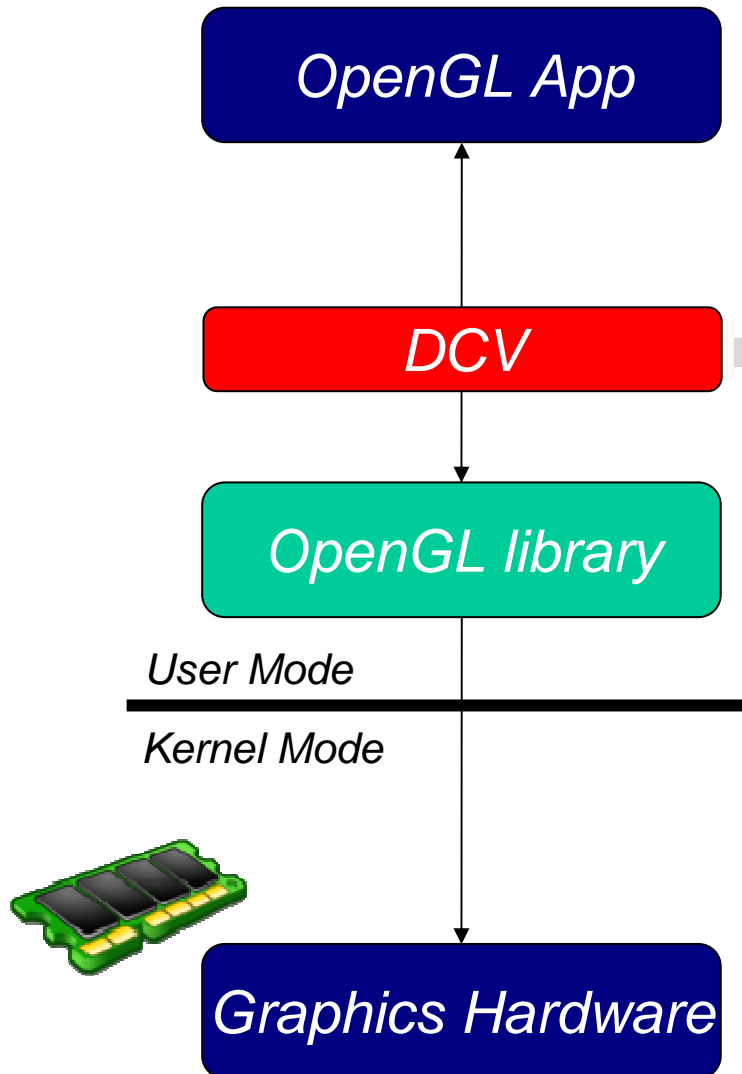 OpenGL App
DCV
OpenGL library
User Mode
Kernel Mode
Graphics Hardware